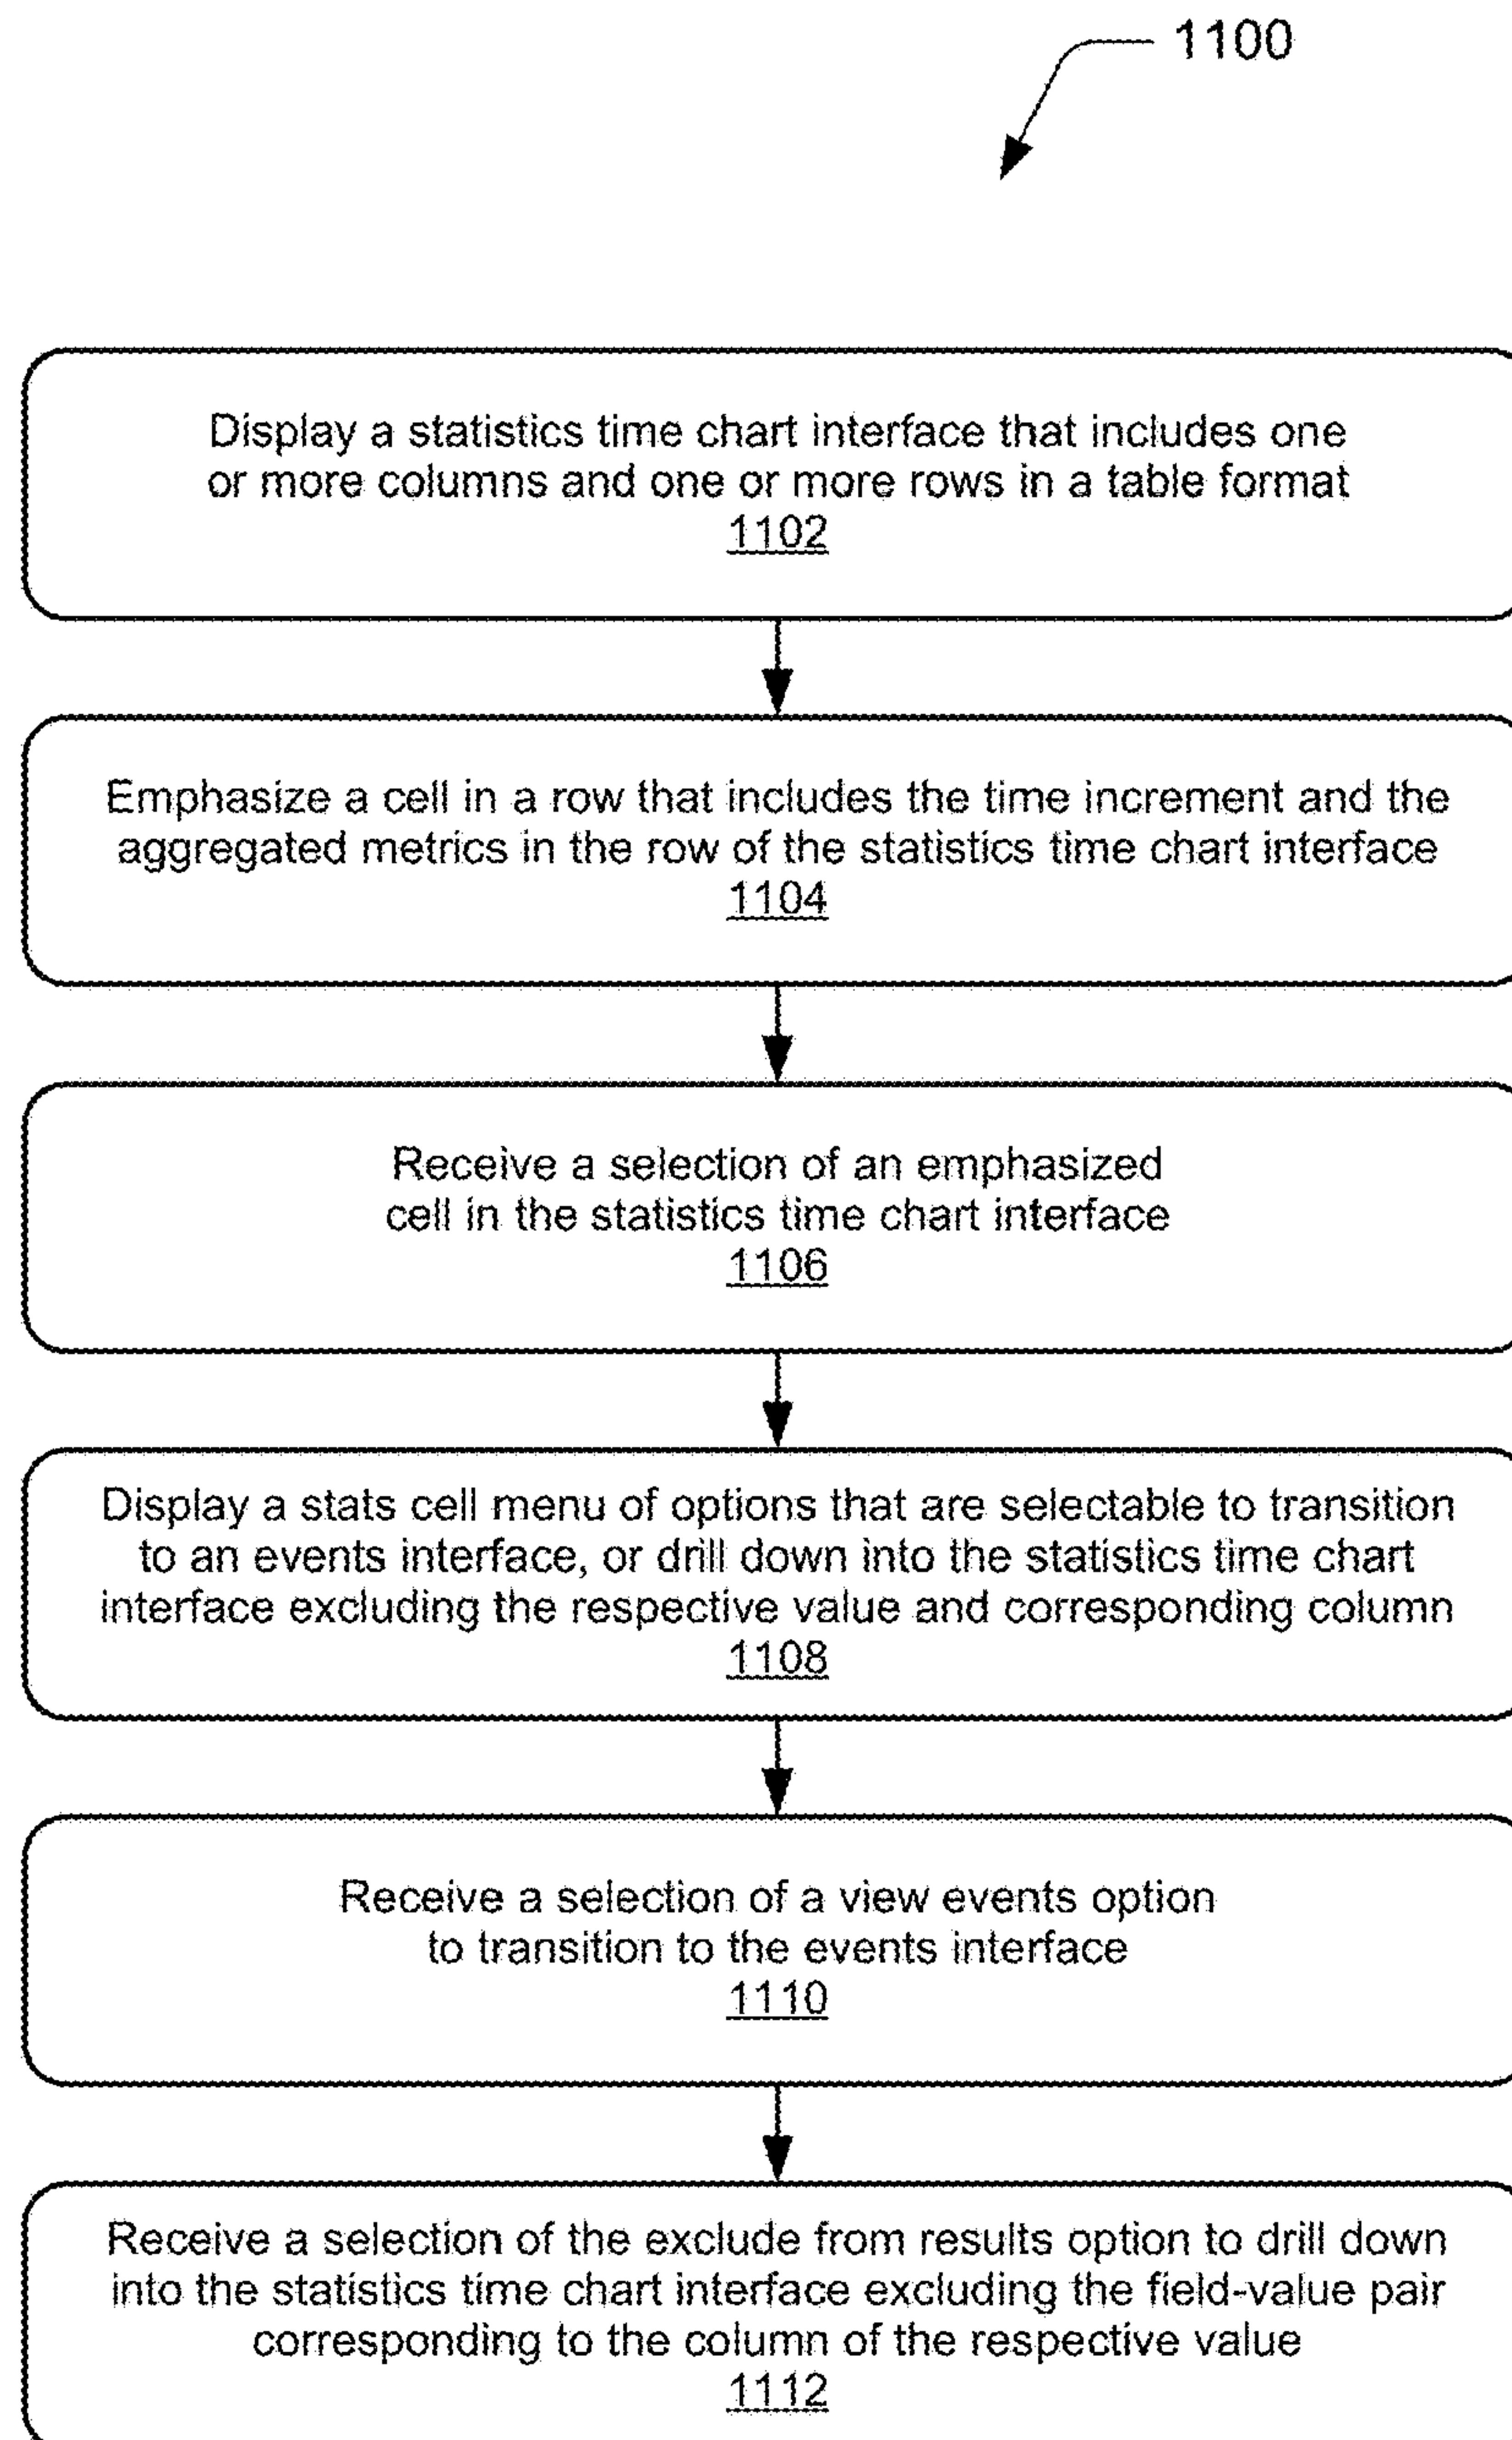 1100
Display a statistics time chart interface that includes one
or more columns and one or more rows in a table format
1102
Emphasize a cell in a row that includes the time increment and the
aggregated metrics in the row of the statistics time chart interface
1104
Receive a selection of an emphasized
cell in the statistics time chart interface
1106
Display a stats cell menu of options that are selectable to transition
to an events interface, or drill down into the statistics time chart
interface excluding the respective value and corresponding column
1108
Receive a selection of a view events option
to transition to the events interface
1110
Receive a selection of the exclude from results option to drill down
into the statistics time chart interface excluding the field-value pair
corresponding to the column of the respective value
1112